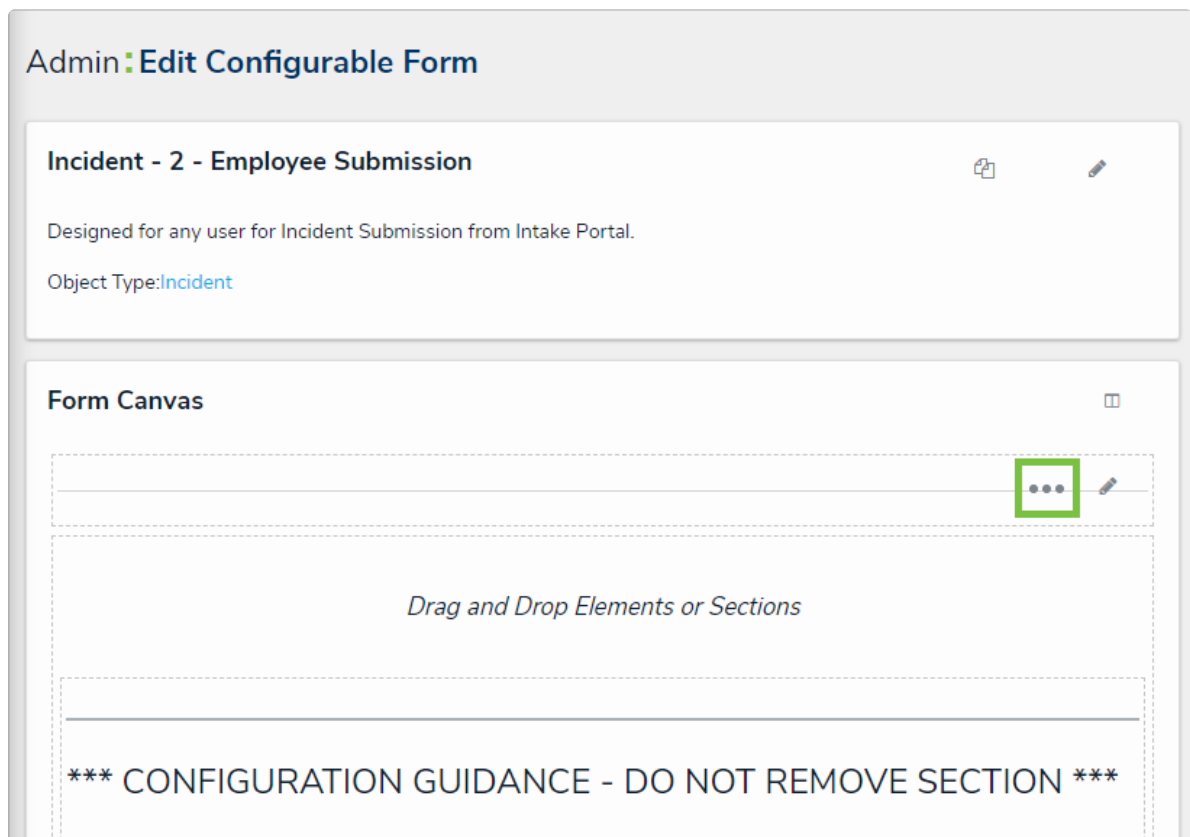 Admin:Edit Configurable Form
Incident - 2 - Employee Submission
Designed for any user for Incident Submission from Intake Portal.
Object Type:Incident
Form Canvas
Drag and Drop Elements or Sections
*** CONFIGURATION GUIDANCE - DO NOT REMOVE SECTION ***